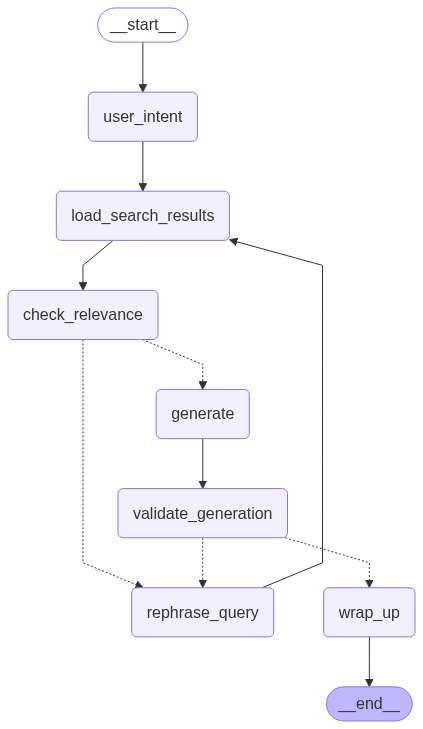 __start__
user_intent
load_search_results
check_relevance
generate
validate_generation
rephrase_query
wrap_up
__end__